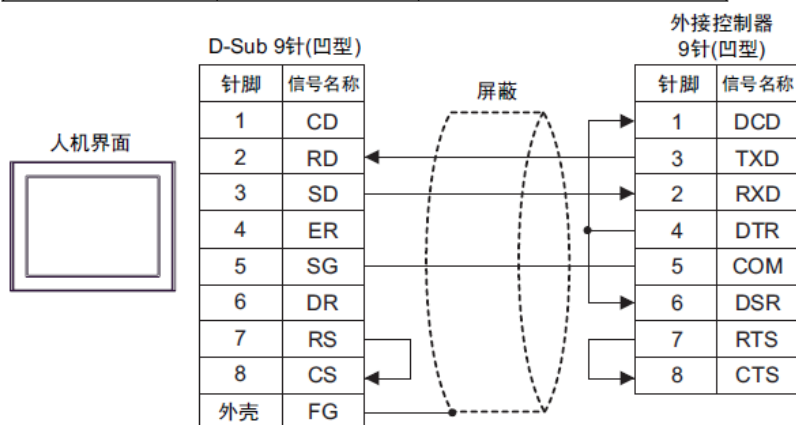 外接控制器
D-Sub 9针(凹型)
9针(凹型)
针脚 信号名称
屏蔽
针脚 信号名称
人机界面
1 CD
1 DCD
2 RD
3 TXD
3 SD
2 RXD
4 ER
4 DTR
5 SG
5 COM
6 DR
6 DSR
7 RS
7 RTS
8 CS
8 CTS
外壳 FG